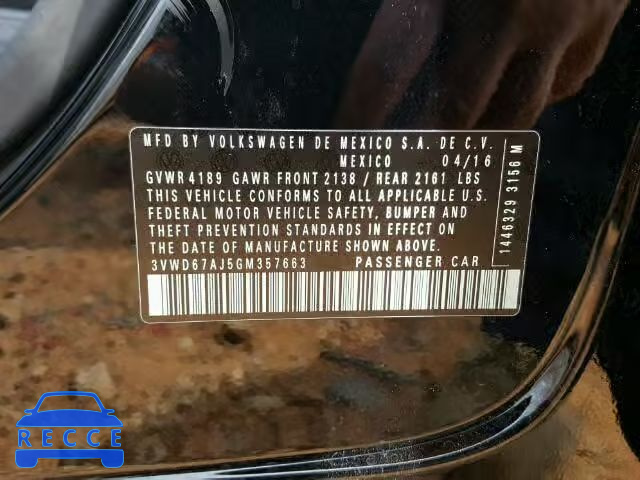 MFD BY VOLKSWAGEN DE MEXICO S.A. DE C.V.
MEXICO 04/16
GVWR 4189 GAWR FRONT 2138 / REAR 2161 LBS
THIS VEHICLE CONFORMS TO ALL APPLICABLE U.S.
FEDERAL MOTOR VEHICLE SAFETY, BUMPER AND
THEFT PREVENTION STANDARDS IN EFFECT ON
THE DATE OF MANUFACTURE SHOWN ABOVE
3VWD67AJ5GM357663 PASSENGER CAR
1446329 3156 M
RECCE